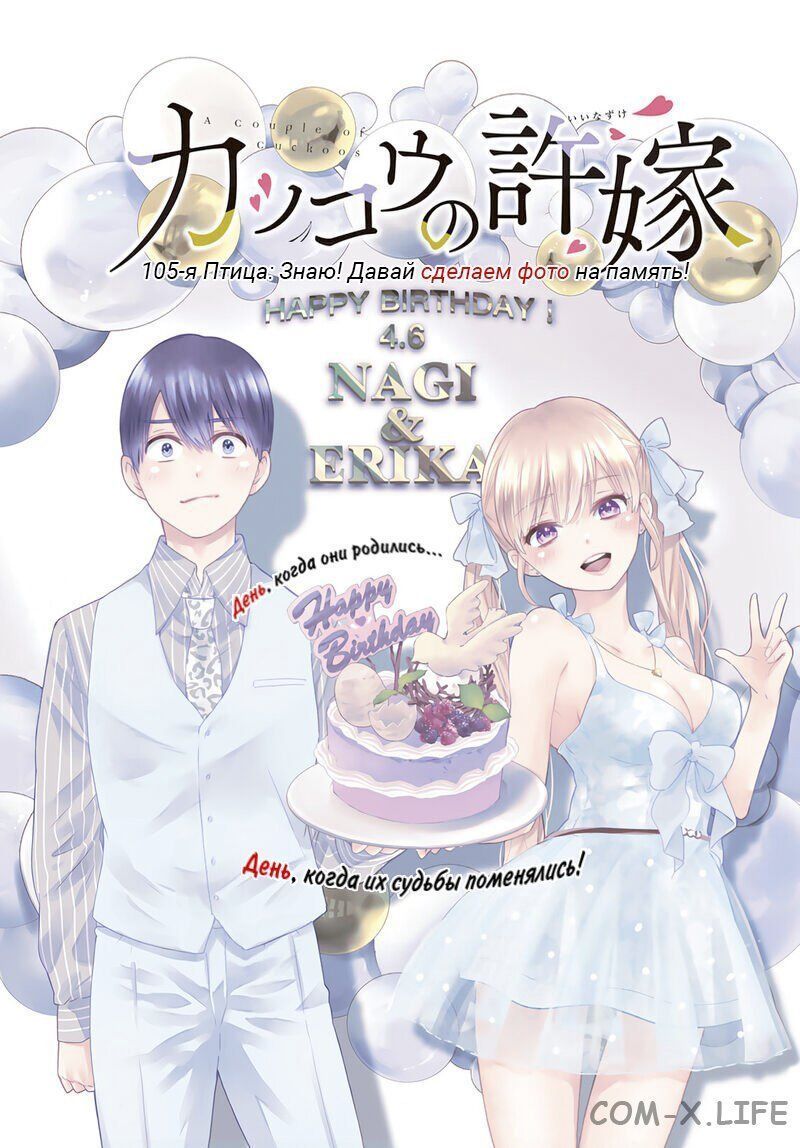 A Couple of
Cuckoos
いいなずけ
カッコウの許嫁
105-я Птица: Знаю! Давай сделаем фото на память!
HAPPY BIRTHDAY!
4.6
NAGI
&
ERIKA
День, когда они родились...
Happy
Birthday
День, когда их судьбы поменялись!
COM-X.LIFE